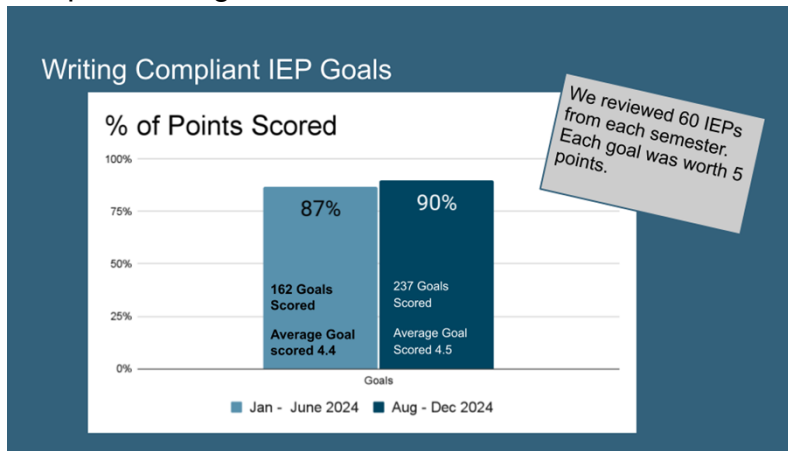 Writing Compliant IEP Goals
We reviewed 60 IEPs
from each semester.
Each goal was worth 5
points.
% of Points Scored
100%
75%
50%
25%
0%
87%
162 Goals
Scored
Average Goal
scored 4.4
90%
237 Goals
Scored
Average Goal
Scored 4.5
Goals
Jan - June 2024
Aug - Dec 2024